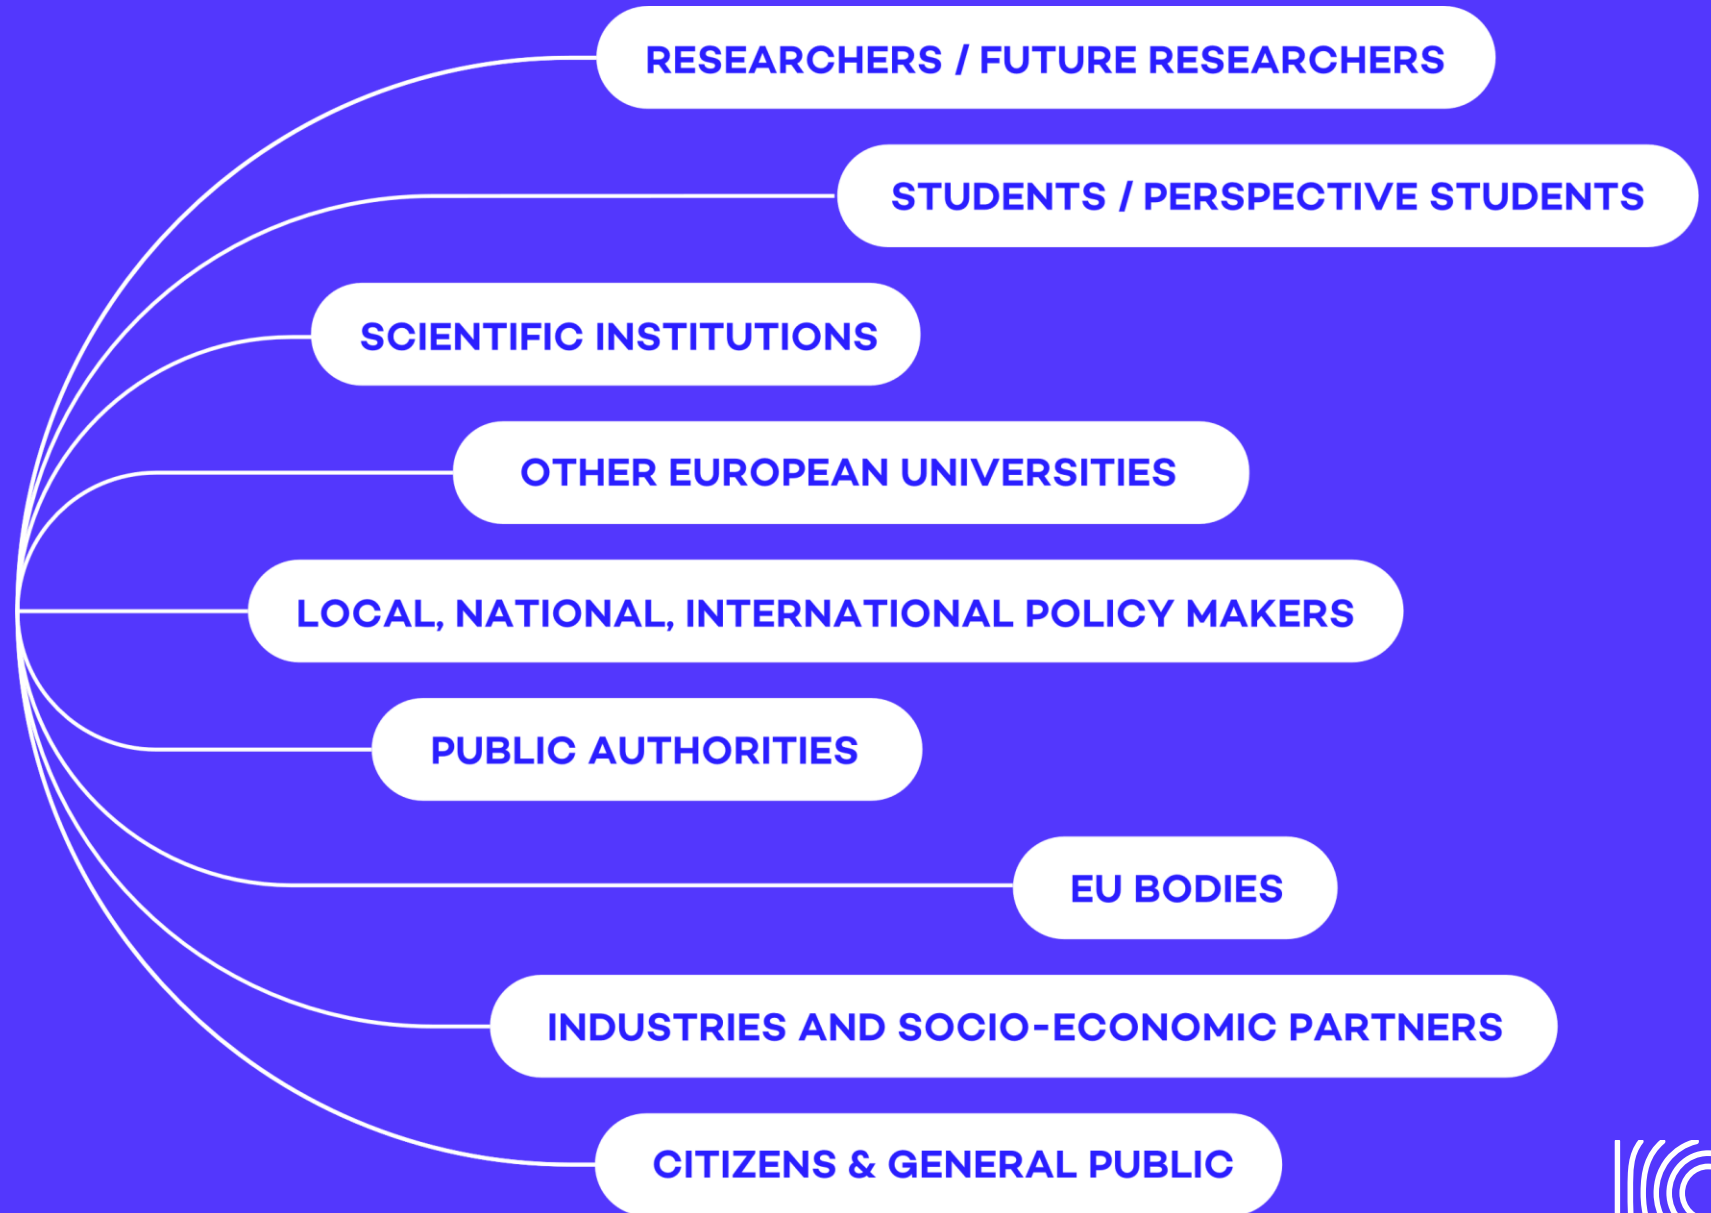 RESEARCHERS / FUTURE RESEARCHERS
STUDENTS / PERSPECTIVE STUDENTS
SCIENTIFIC INSTITUTIONS
OTHER EUROPEAN UNIVERSITIES
LOCAL, NATIONAL, INTERNATIONAL POLICY MAKERS
PUBLIC AUTHORITIES
EU BODIES
INDUSTRIES AND SOCIO-ECONOMIC PARTNERS
CITIZENS & GENERAL PUBLIC